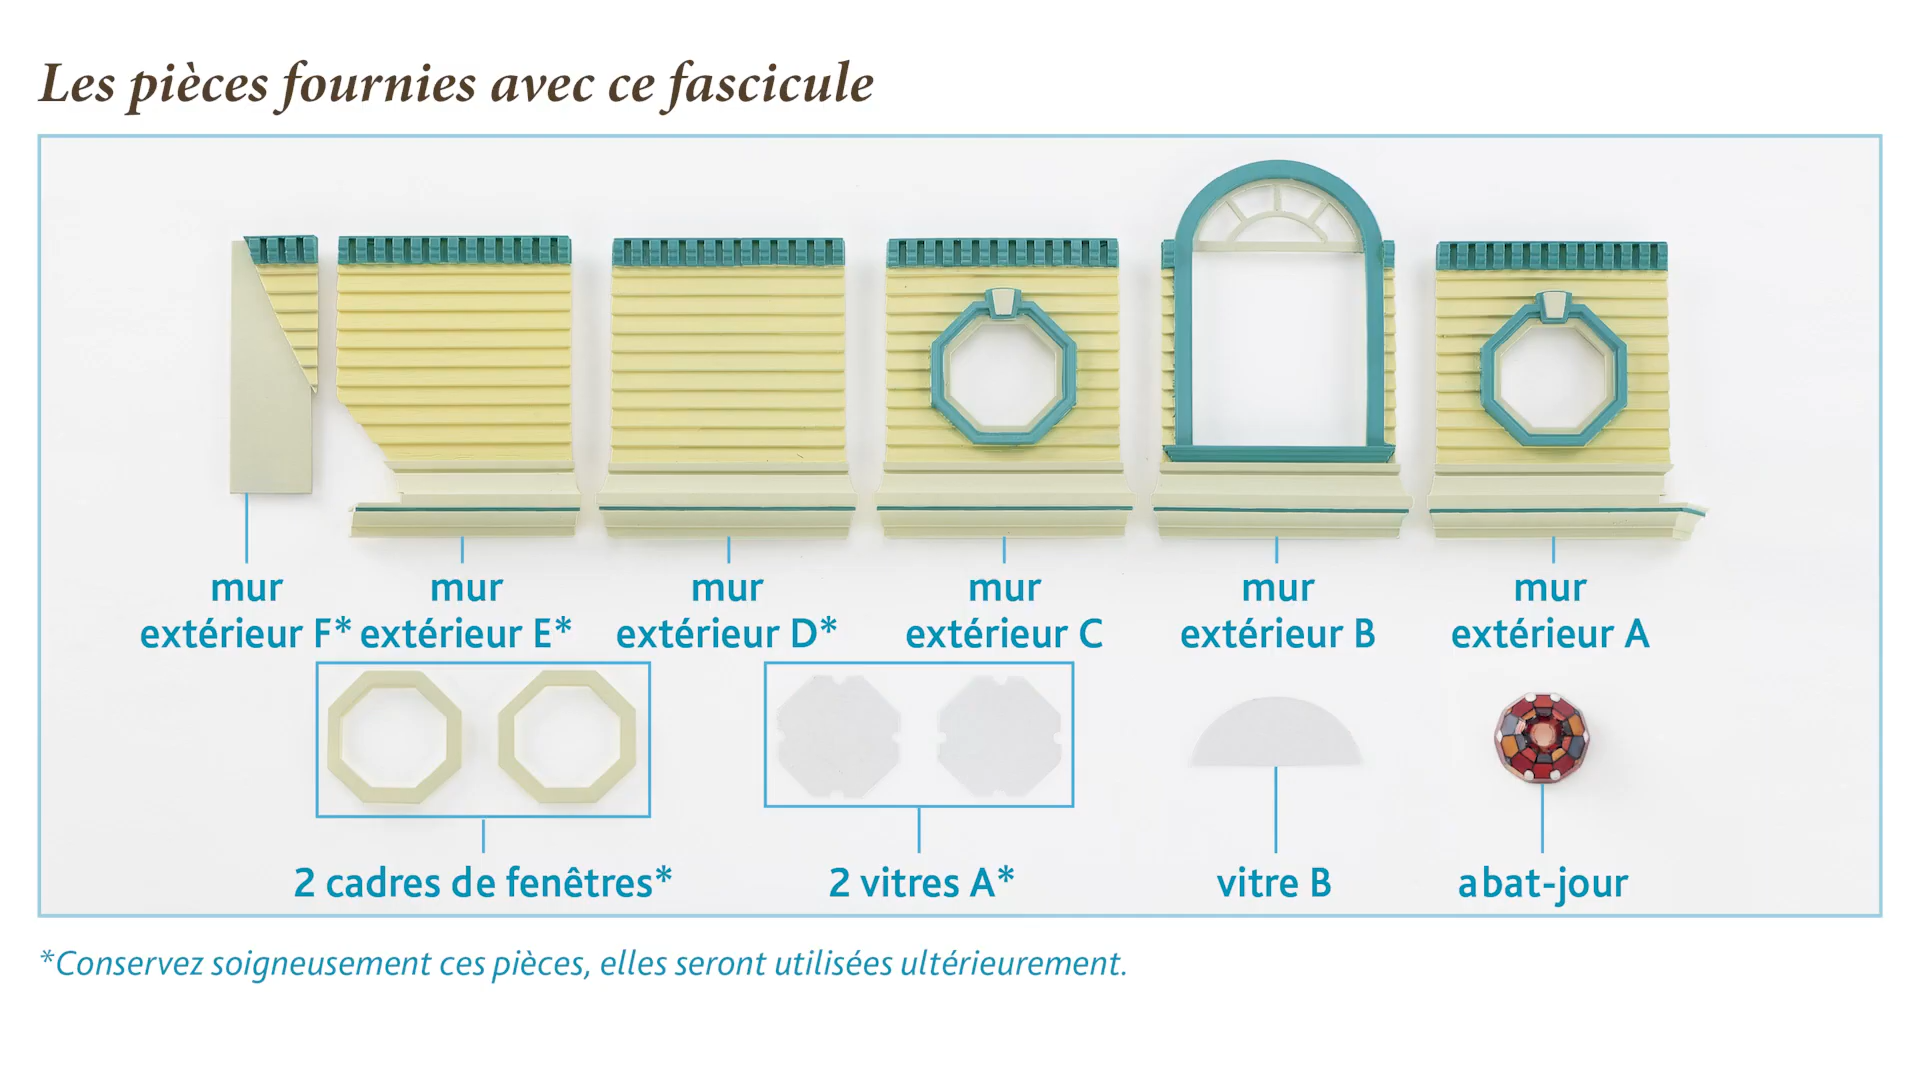 Les pièces fournies avec ce fascicule
mur
extérieur F*
mur
extérieur E*
mur
extérieur D*
mur
extérieur C
mur
extérieur B
mur
extérieur A
2 cadres de fenêtres*
2 vitres A*
vitre B
abat-jour
*Conservez soigneusement ces pièces, elles seront utilisées ultérieurement.